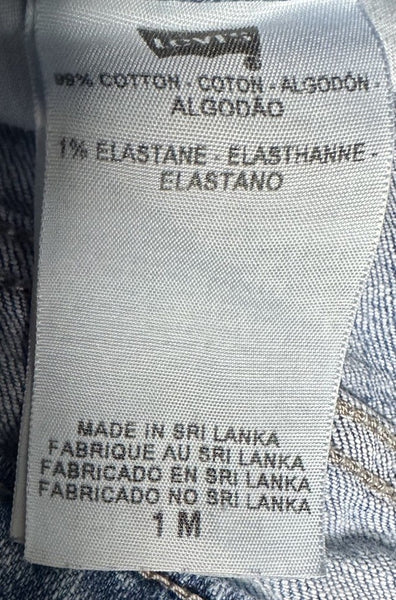 Levi's
99% COTTON - COTON - ALGODÓN -
ALGODÃO
1% ELASTANE - ELASTHANNE -
ELASTANO
MADE IN SRI LANKA
FABRIQUE AU SRI LANKA
FABRICADO EN SRI LANKA
FABRICADO NO SRI LANKA
1 M